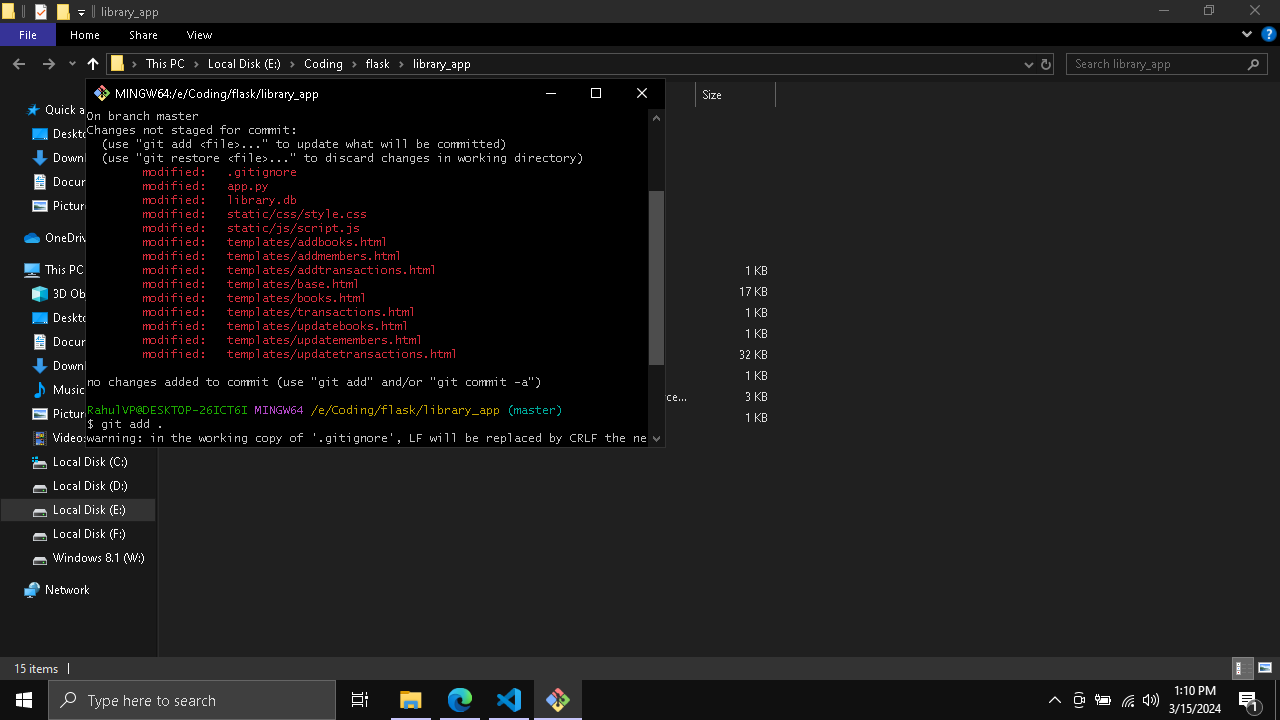 library_app
File Home Share View
This PC Local Disk (E:) Coding flask library_app
Search library_app
MINGW64:/e/Coding/flask/library_app
Size
Quick a
Deskto
Downl
Docur
Picture
OneDriv
This PC
3D Obj
Deskto
Docur
Downl
Music
Picture
Videos
Local Disk (C:)
Local Disk (D:)
Local Disk (E:)
Local Disk (F:)
Windows 8.1 (W:)
Network
On branch master
Changes not staged for commit:
(use "git add <file>..." to update what will be committed)
(use "git restore <file>..." to discard changes in working directory)
modified: .gitignore
modified: app.py
modified: library.db
modified: static/css/style.css
modified: static/js/script.js
modified: templates/addbooks.html
modified: templates/addmembers.html
modified: templates/addtransactions.html
modified: templates/base.html
modified: templates/books.html
modified: templates/transactions.html
modified: templates/updatebooks.html
modified: templates/updatemembers.html
modified: templates/updatetransactions.html
no changes added to commit (use "git add" and/or "git commit -a")
RahulVP@DESKTOP-26ICT6I MINGW64 /e/Coding/flask/library_app (master)
$ git add .
warning: in the working copy of '.gitignore', LF will be replaced by CRLF the ne
1 KB
17 KB
1 KB
1 KB
32 KB
1 KB
ce... 3 KB
1 KB
15 items
Type here to search
1:10 PM
3/15/2024
1